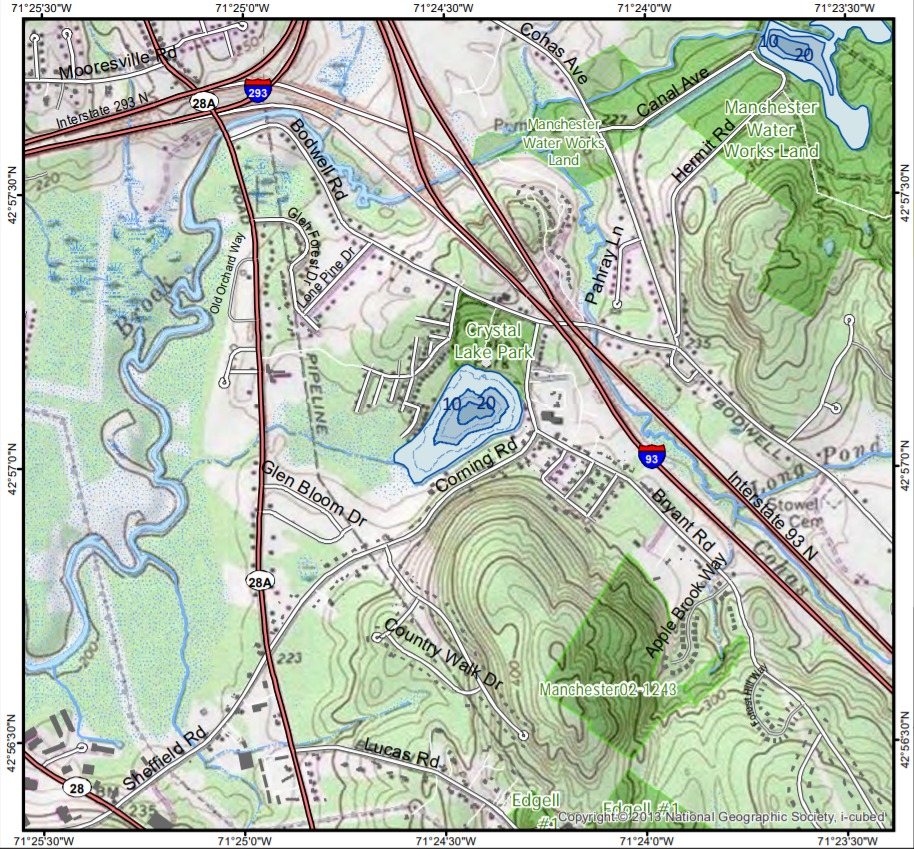 71°25'30"W 71°25'0"W 71°24'30"W 71°24'0"W 71°23'30"W
Cohas Ave
10
20
Mooresville Rd
293
28A
Interstate 293 N
Canal Ave
227
Manchester
Water Works
Land
Manchester
Water
Works Land
Bodwell Rd
Hermit Rd
220
42°57'30"N
42°57'30"N
ROAD
Glen Forest Dr
Old Orchard Way
Lone Pine Dr
Pahray Ln
Brook
Crystal
Lake Park
235
PIPELINE
10 20
BODWELL
Corning Rd
93
Long Pond
42°57'0"N
42°57'0"N
Glen Bloom Dr
Interstate 93 N
Stowell
Cem
Bryant Rd
Cohas
28A
Apple Brook Way
Country Walk Dr
200
223
300
Manchester02-1243
Forest Hill Way
42°56'30"N
42°56'30"N
Sheffield Rd
Lucas Rd
28
BM
235
Edgell
#1
Edgell #1
Copyright:© 2013 National Geographic Society, i-cubed
71°25'30"W 71°25'0"W 71°24'30"W 71°24'0"W 71°23'30"W